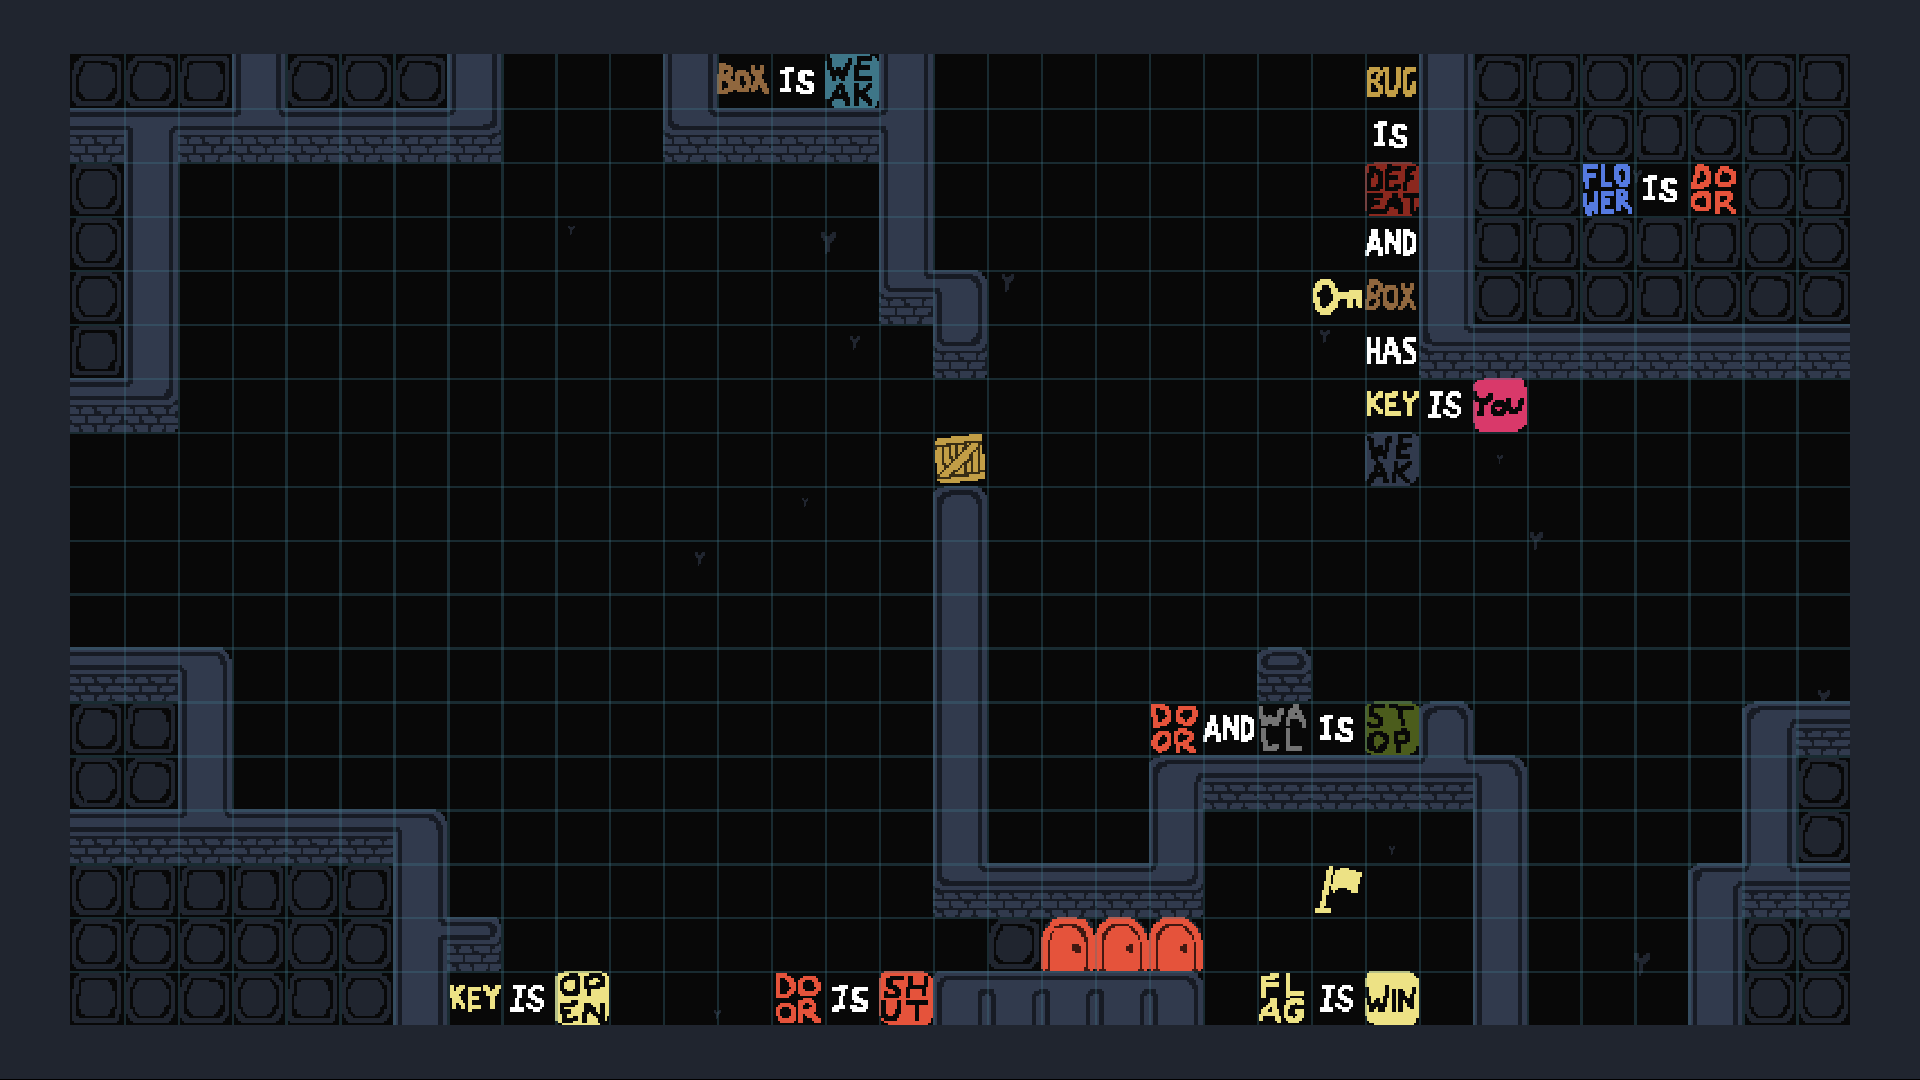 BOX IS WEAK
BUG
IS
DEFEAT
AND
BOX
HAS
KEY IS YOU
WEAK
FLOWER IS DOOR
DOOR AND WALL IS STOP
KEY IS OPEN
DOOR IS SHUT
FLAG IS WIN